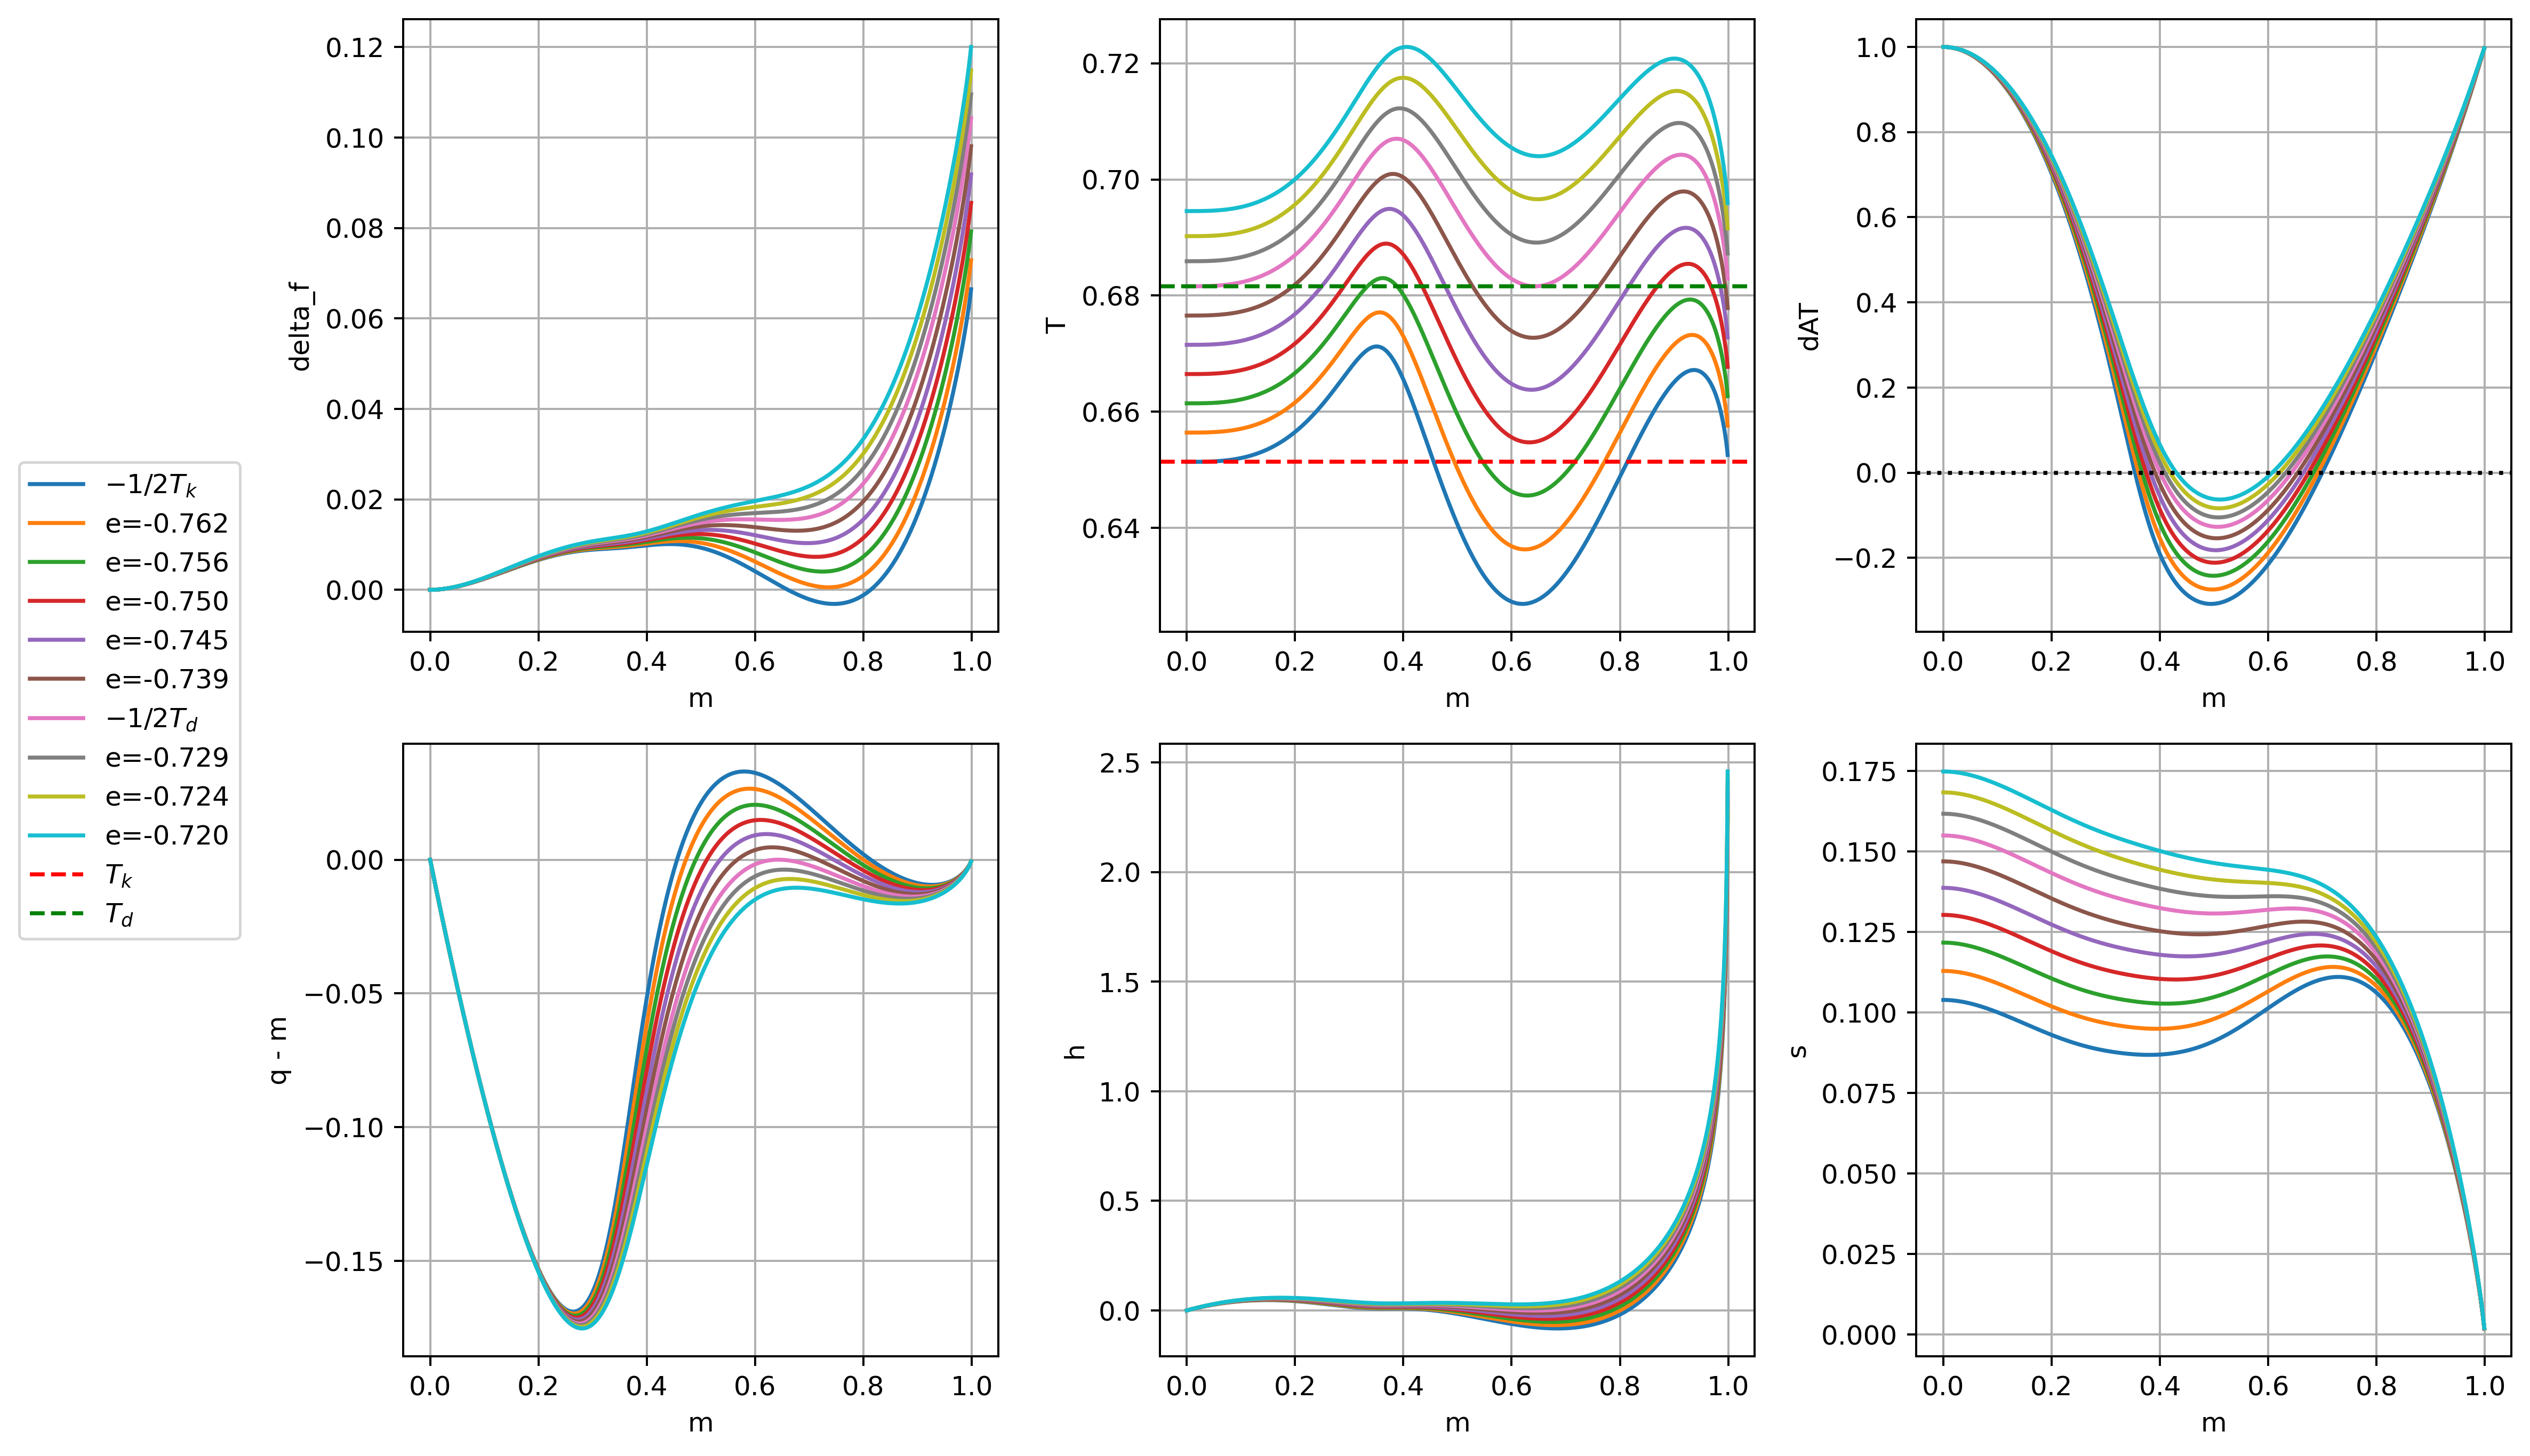 0.12
0.10
0.08
0.06
0.04
0.02
0.00
delta_f
0.0 0.2 0.4 0.6 0.8 1.0
m
0.72
0.70
0.68
0.66
0.64
T
0.0 0.2 0.4 0.6 0.8 1.0
m
1.0
0.8
0.6
0.4
0.2
0.0
−0.2
dAT
0.0 0.2 0.4 0.6 0.8 1.0
m
−1/2T_k
e=-0.762
e=-0.756
e=-0.750
e=-0.745
e=-0.739
−1/2T_d
e=-0.729
e=-0.724
e=-0.720
T_k
T_d
0.00
−0.05
−0.10
−0.15
q - m
0.0 0.2 0.4 0.6 0.8 1.0
m
2.5
2.0
1.5
1.0
0.5
0.0
h
0.0 0.2 0.4 0.6 0.8 1.0
m
0.175
0.150
0.125
0.100
0.075
0.050
0.025
0.000
s
0.0 0.2 0.4 0.6 0.8 1.0
m